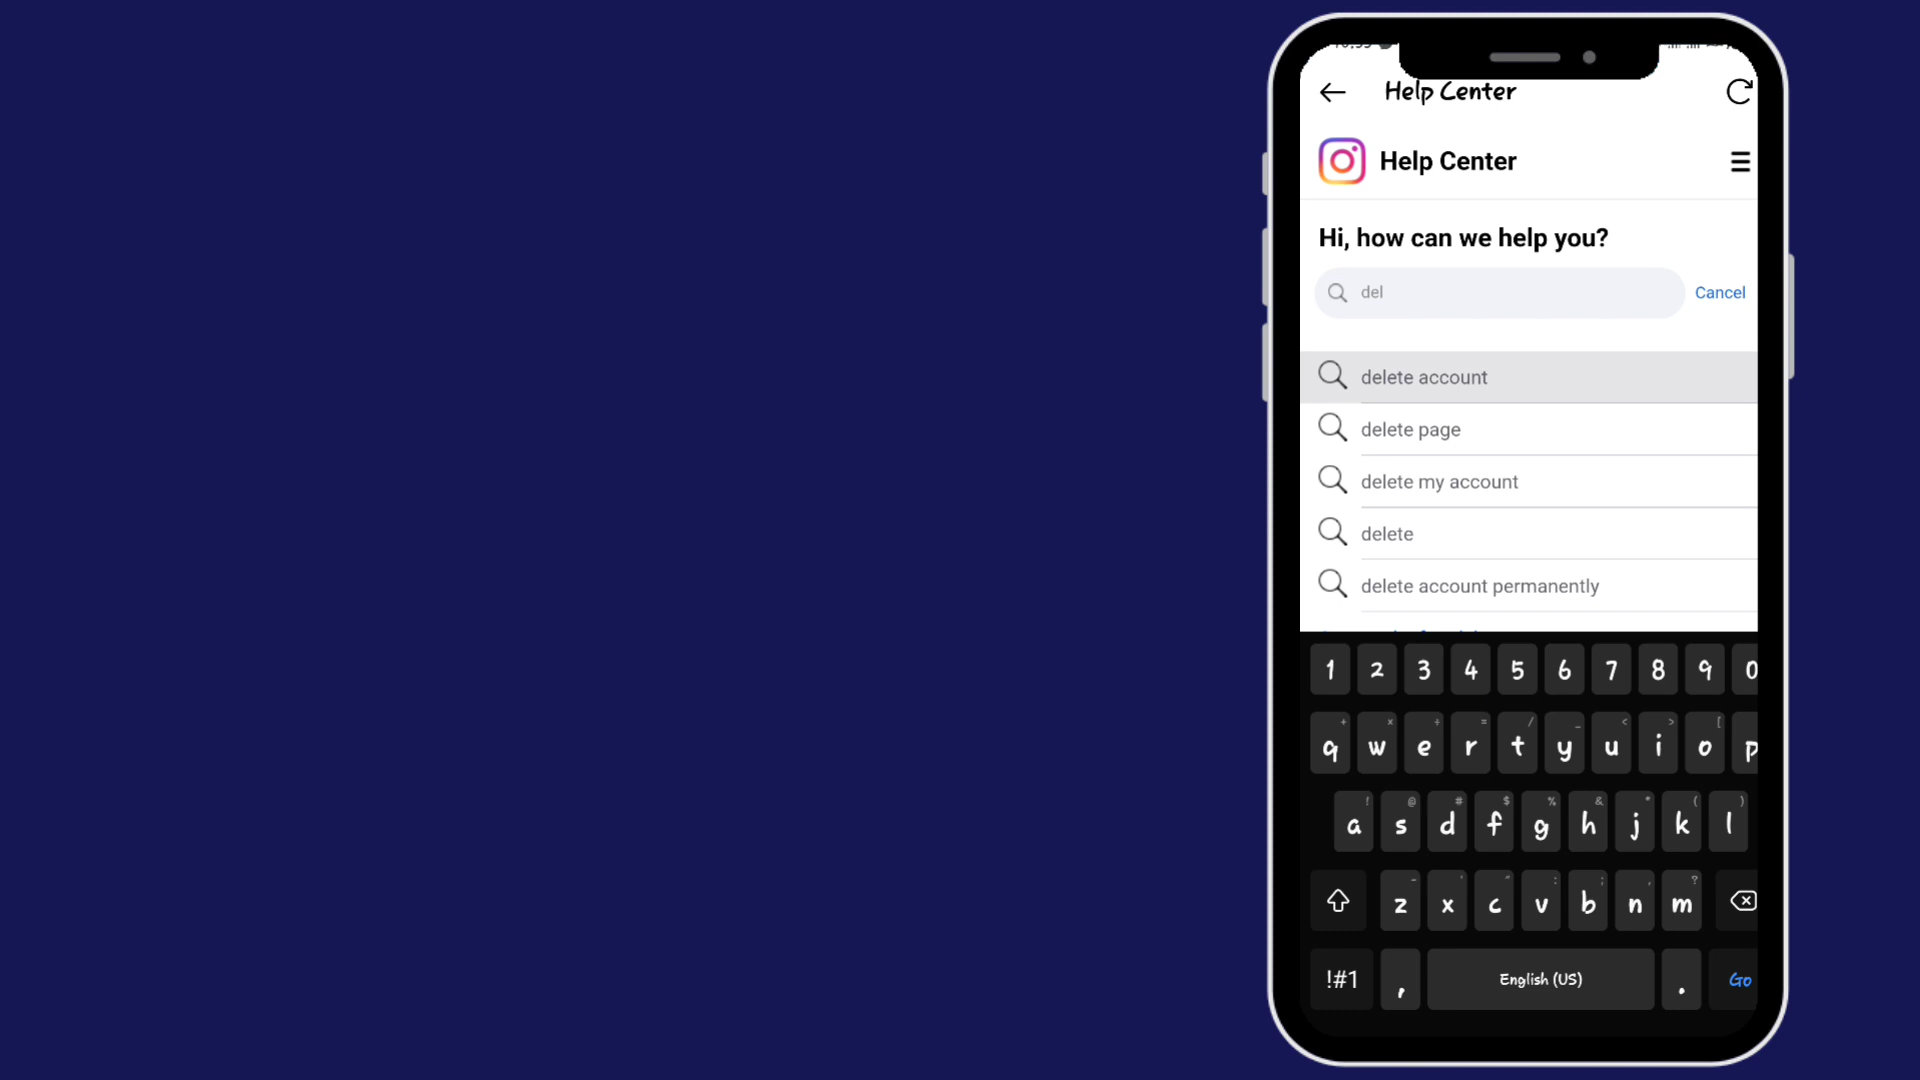 Help Center
Help Center
Hi, how can we help you?
del
Cancel
delete account
delete page
delete my account
delete
delete account permanently
1 2 3 4 5 6 7 8 9 0
+ × ÷ = / _ < > [
q w e r t y u i o p
! @ # $ % & * ( )
a s d f g h j k l
- ' " : ; , ?
z x c v b n m
!#1 , English (US) . Go